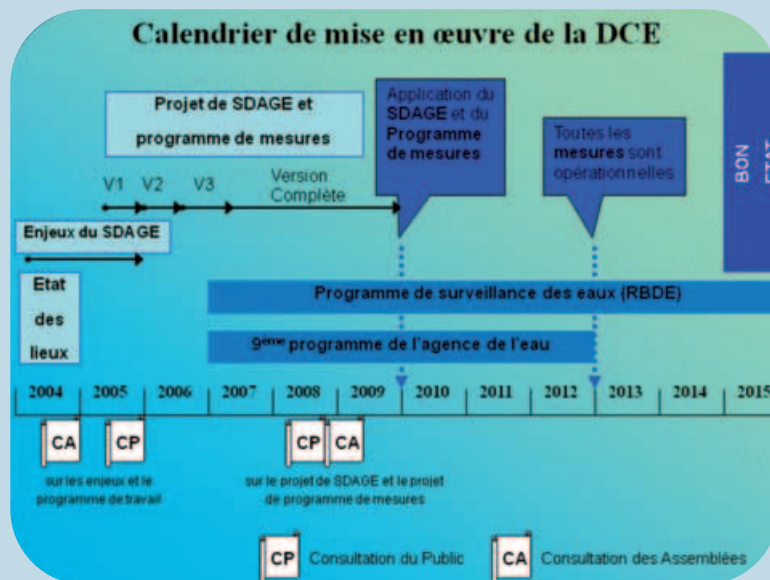 Calendrier de mise en œuvre de la DCE
Projet de SDAGE et
programme de mesures
Application du
SDAGE et du
Programme
de mesures
Toutes les
mesures sont
opérationnelles
BON
ETAT
V1 V2 V3 Version
Complète
Enjeux du SDAGE
Etat
des
lieux
Programme de surveillance des eaux (RBDE)
9ème programme de l'agence de l'eau
2004 2005 2006 2007 2008 2009 2010 2011 2012 2013 2014 2015
CA CP CP CA
sur les enjeux et le
programme de travail
sur le projet de SDAGE et le projet
de programme de mesures
CP Consultation du Public CA Consultation des Assemblées